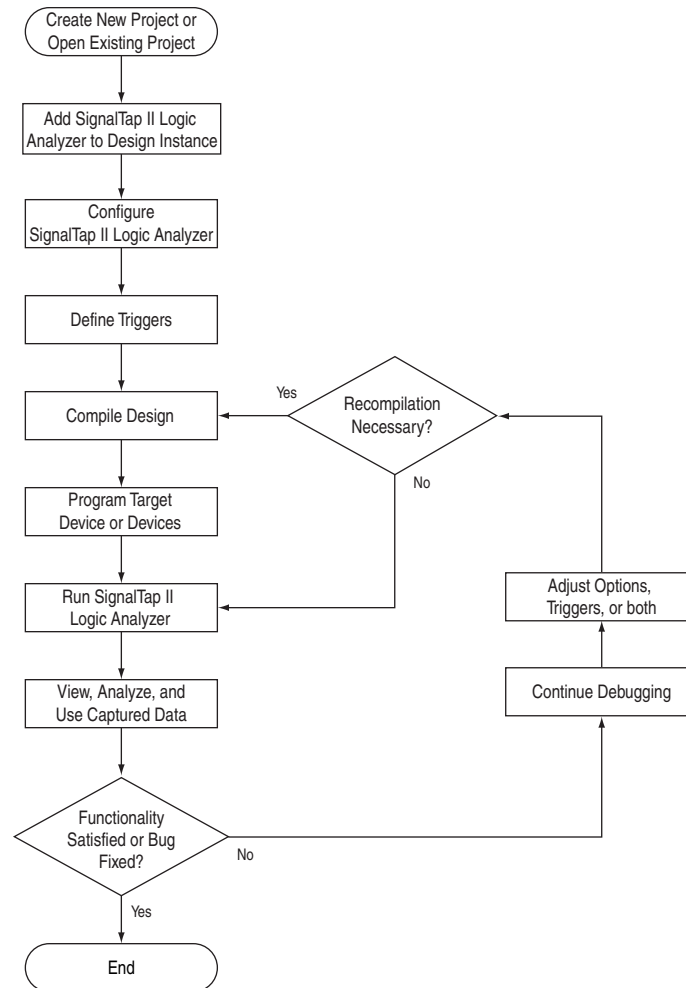 Create New Project or
Open Existing Project
Add SignalTap II Logic
Analyzer to Design Instance
Configure
SignalTap II Logic Analyzer
Define Triggers
Compile Design
Yes
Recompilation
Necessary?
No
Program Target
Device or Devices
Run SignalTap II
Logic Analyzer
Adjust Options,
Triggers, or both
View, Analyze, and
Use Captured Data
Continue Debugging
Functionality
Satisfied or Bug
Fixed?
No
Yes
End